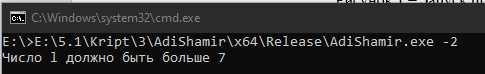 C:\Windows\system32\cmd.exe
E:\>E:\5.1\Kript\3\AdiShamir\x64\Release\AdiShamir.exe -2
Число l должно быть больше 7